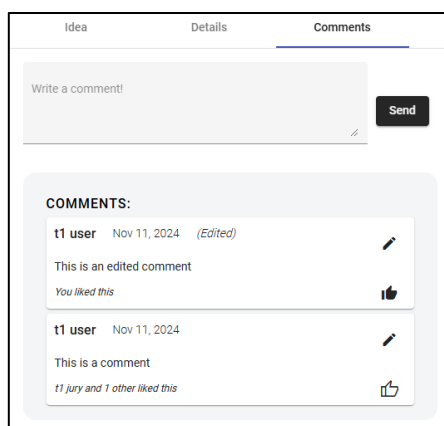 Idea Details Comments
Write a comment!
Send
COMMENTS:
t1 user Nov 11, 2024 (Edited)
This is an edited comment
You liked this
t1 user Nov 11, 2024
This is a comment
t1 jury and 1 other liked this